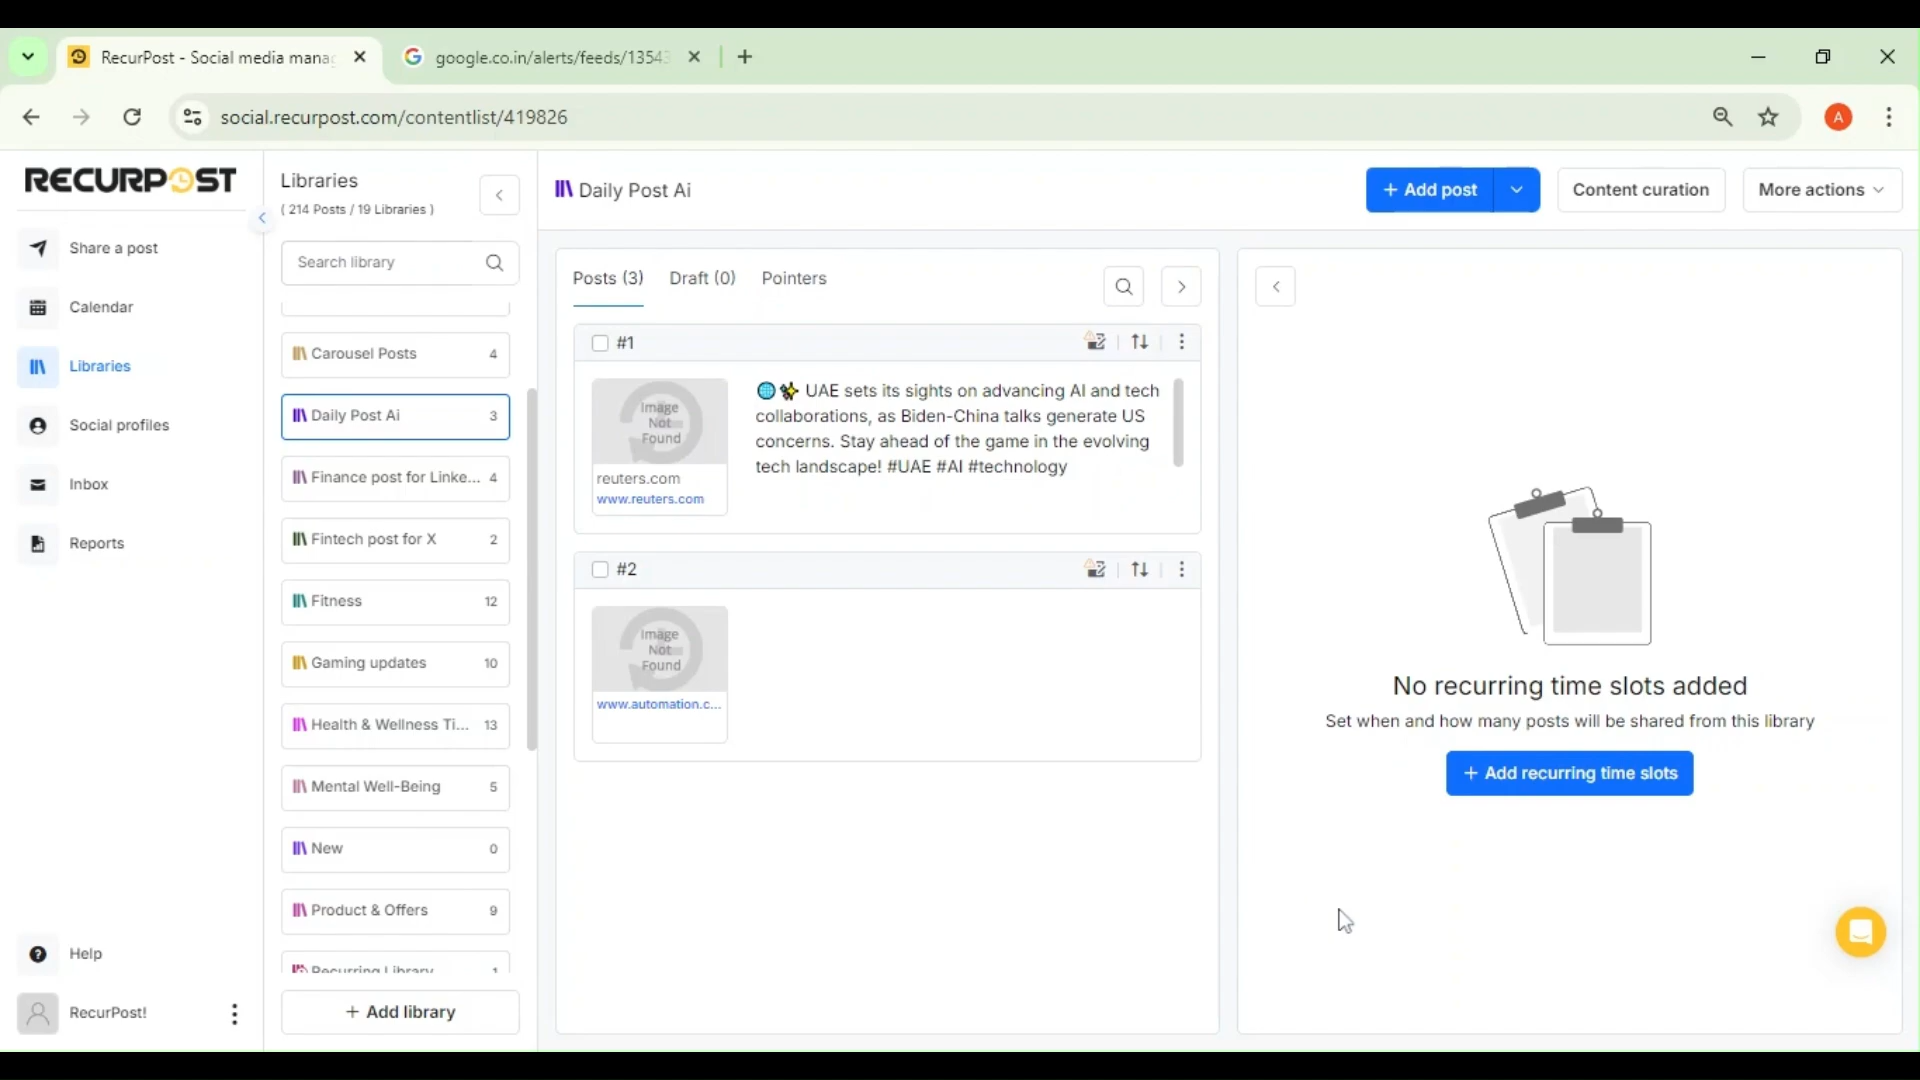 RecurPost - Social media mana
google.co.in/alerts/feeds/1354
social.recurpost.com/contentlist/419826
A
RECURPOST
Share a post
Calendar
Libraries
Social profiles
Inbox
Reports
Help
RecurPost!
Libraries
( 214 Posts / 19 Libraries )
Search library
Carousel Posts 4
Daily Post Ai 3
Finance post for Linke... 4
Fintech post for X 2
Fitness 12
Gaming updates 10
Health & Wellness Ti... 13
Mental Well-Being 5
New 0
Product & Offers 9
Recurring Library 1
+ Add library
Daily Post Ai
+ Add post
Content curation
More actions
Posts (3) Draft (0) Pointers
#1
Image
Not
Found
reuters.com
www.reuters.com
🌐✨ UAE sets its sights on advancing AI and tech
collaborations, as Biden-China talks generate US
concerns. Stay ahead of the game in the evolving
tech landscape! #UAE #AI #technology
#2
Image
Not
Found
www.automation.c...
No recurring time slots added
Set when and how many posts will be shared from this library
+ Add recurring time slots